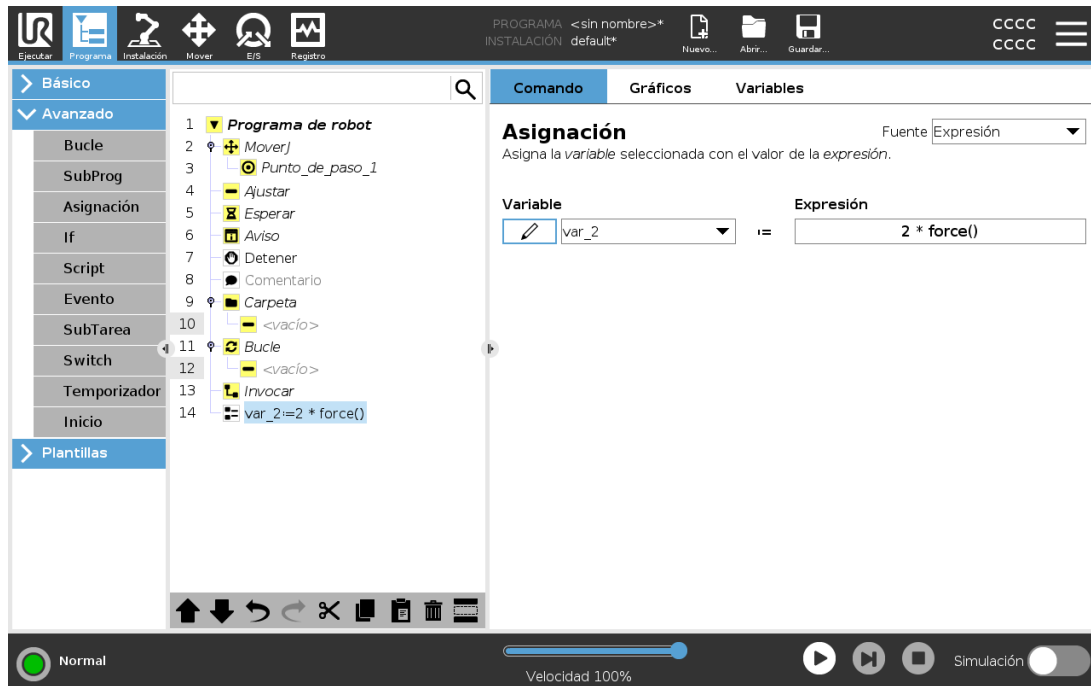 PROGRAMA <sin nombre>*
INSTALACIÓN default*
Ejecutar
Programa
Instalación
Mover
E/S
Registro
Nuevo...
Abrir...
Guardar...
CCCC
CCCC
Básico
Avanzado
Bucle
SubProg
Asignación
If
Script
Evento
SubTarea
Switch
Temporizador
Inicio
Plantillas
1 Programa de robot
2 MoverJ
3 Punto_de_paso_1
4 Ajustar
5 Esperar
6 Aviso
7 Detener
8 Comentario
9 Carpeta
10 <vacío>
11 Bucle
12 <vacío>
13 Invocar
14 var_2:=2 * force()
Comando Gráficos Variables
Asignación
Fuente Expresión
Asigna la variable seleccionada con el valor de la expresión.
Variable Expresión
var_2 := 2 * force()
Normal
Velocidad 100%
Simulación